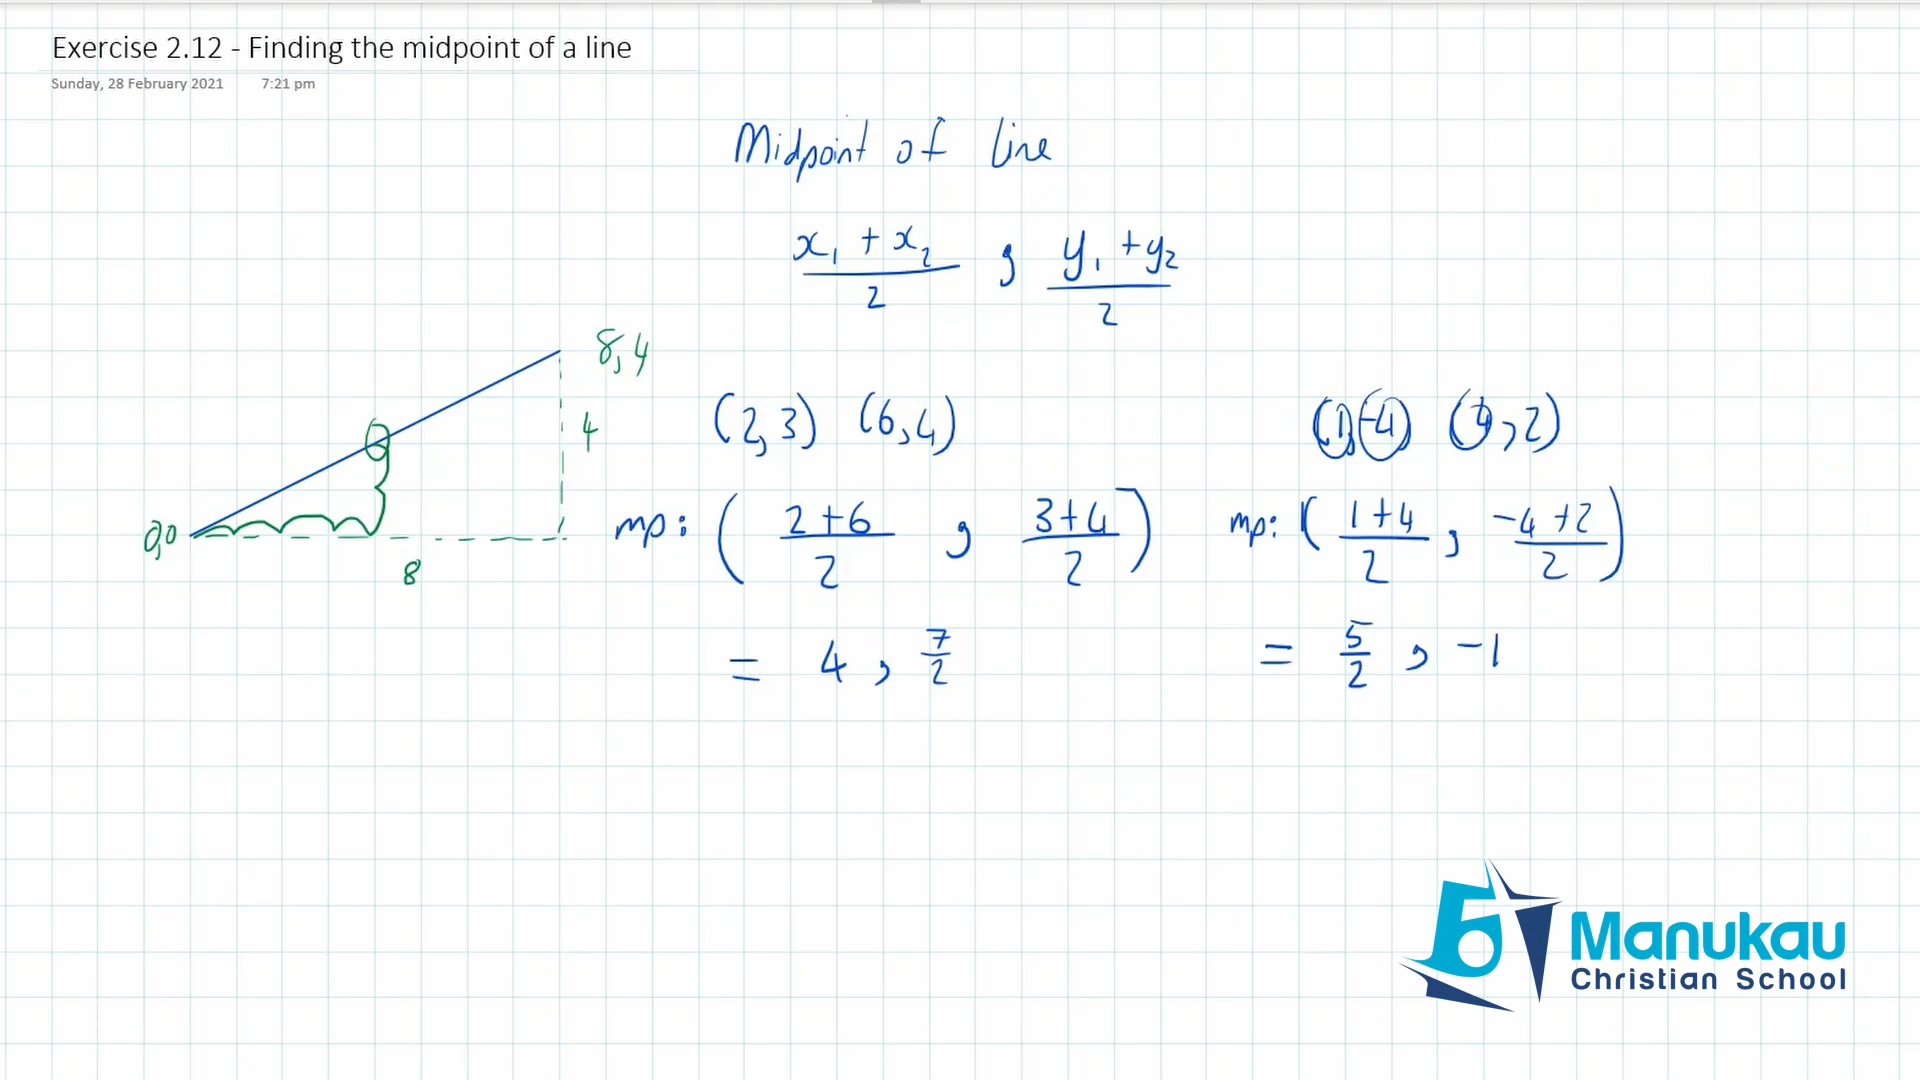 Exercise 2.12 - Finding the midpoint of a line
Sunday, 28 February 2021 7:21 pm
Midpoint of line
x₁ + x₂ / 2 , y₁ + y₂ / 2
8,4
4
0,0
8
(2,3) (6,4)
mp: ( 2+6 / 2 , 3+4 / 2 )
= 4 , 7/2
(1,-4) (4,2)
mp: ( 1+4 / 2 , -4+2 / 2 )
= 5/2 , -1
Manukau
Christian School